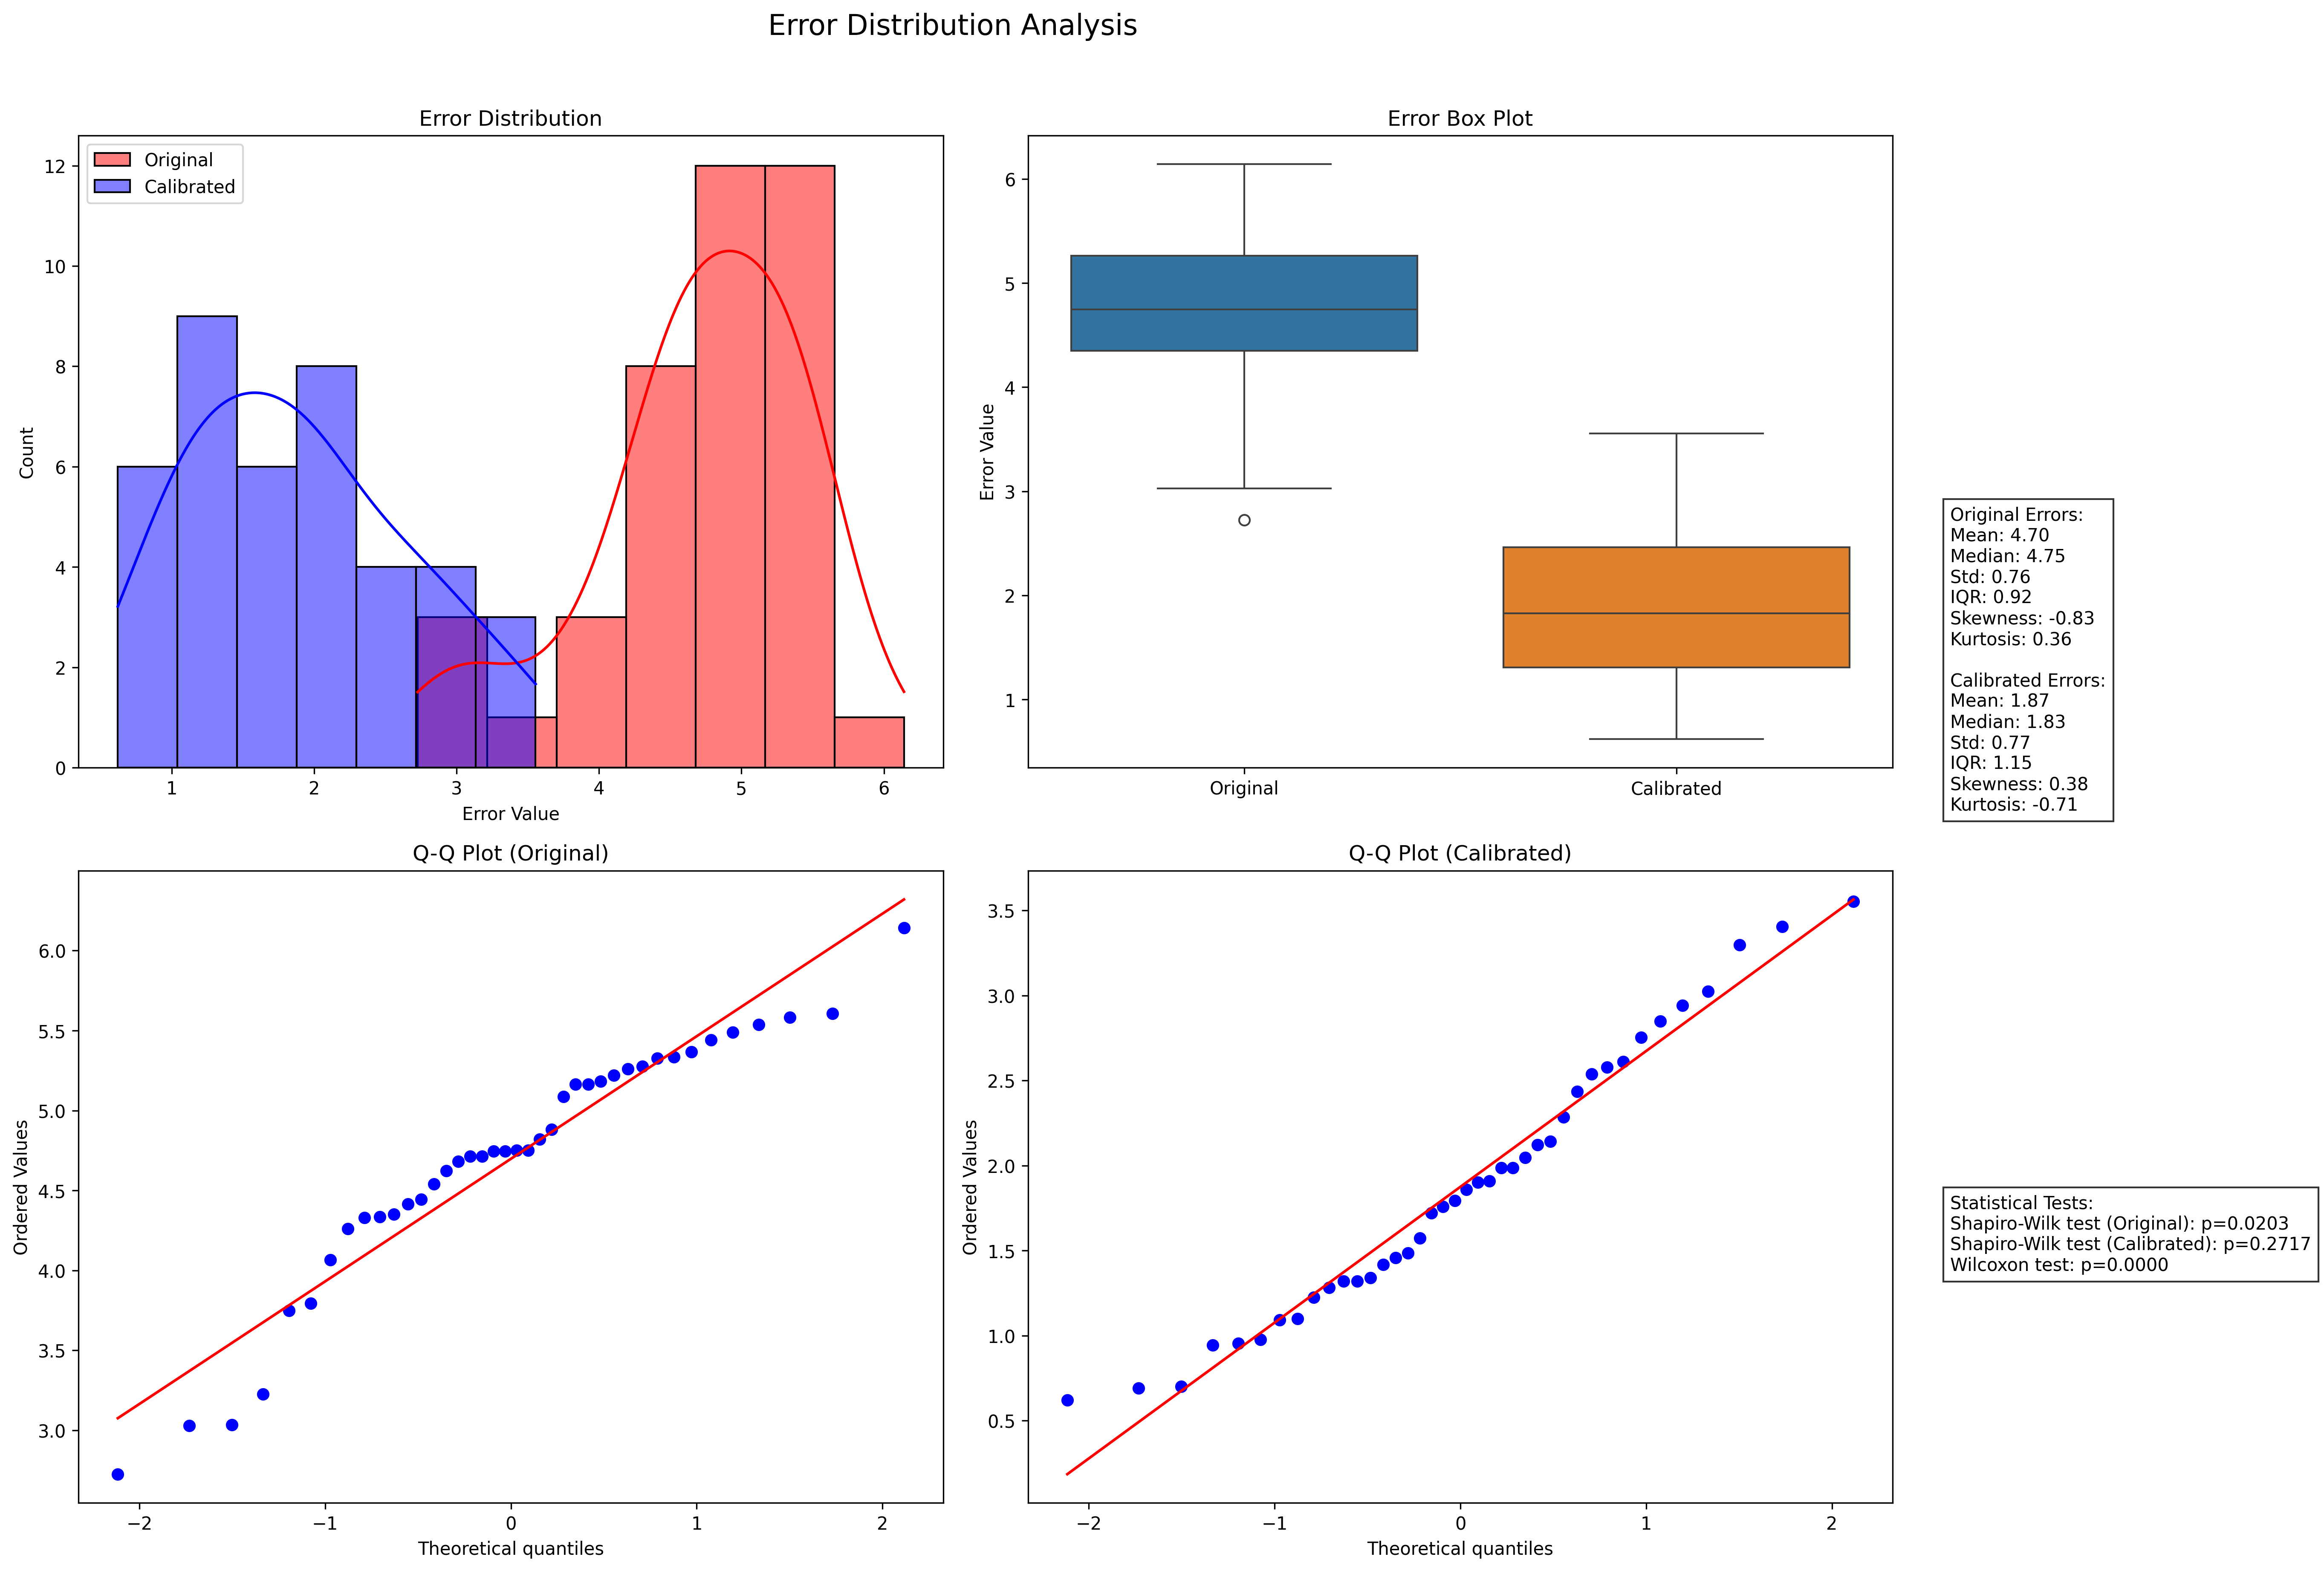 Error Distribution Analysis
Error Distribution
Original
Calibrated
Count
12
10
8
6
4
2
0
1 2 3 4 5 6
Error Value
Error Box Plot
Error Value
6
5
4
3
2
1
Original Calibrated
Original Errors:
Mean: 4.70
Median: 4.75
Std: 0.76
IQR: 0.92
Skewness: -0.83
Kurtosis: 0.36
Calibrated Errors:
Mean: 1.87
Median: 1.83
Std: 0.77
IQR: 1.15
Skewness: 0.38
Kurtosis: -0.71
Q-Q Plot (Original)
Ordered Values
6.0
5.5
5.0
4.5
4.0
3.5
3.0
−2 −1 0 1 2
Theoretical quantiles
Q-Q Plot (Calibrated)
Ordered Values
3.5
3.0
2.5
2.0
1.5
1.0
0.5
−2 −1 0 1 2
Theoretical quantiles
Statistical Tests:
Shapiro-Wilk test (Original): p=0.0203
Shapiro-Wilk test (Calibrated): p=0.2717
Wilcoxon test: p=0.0000